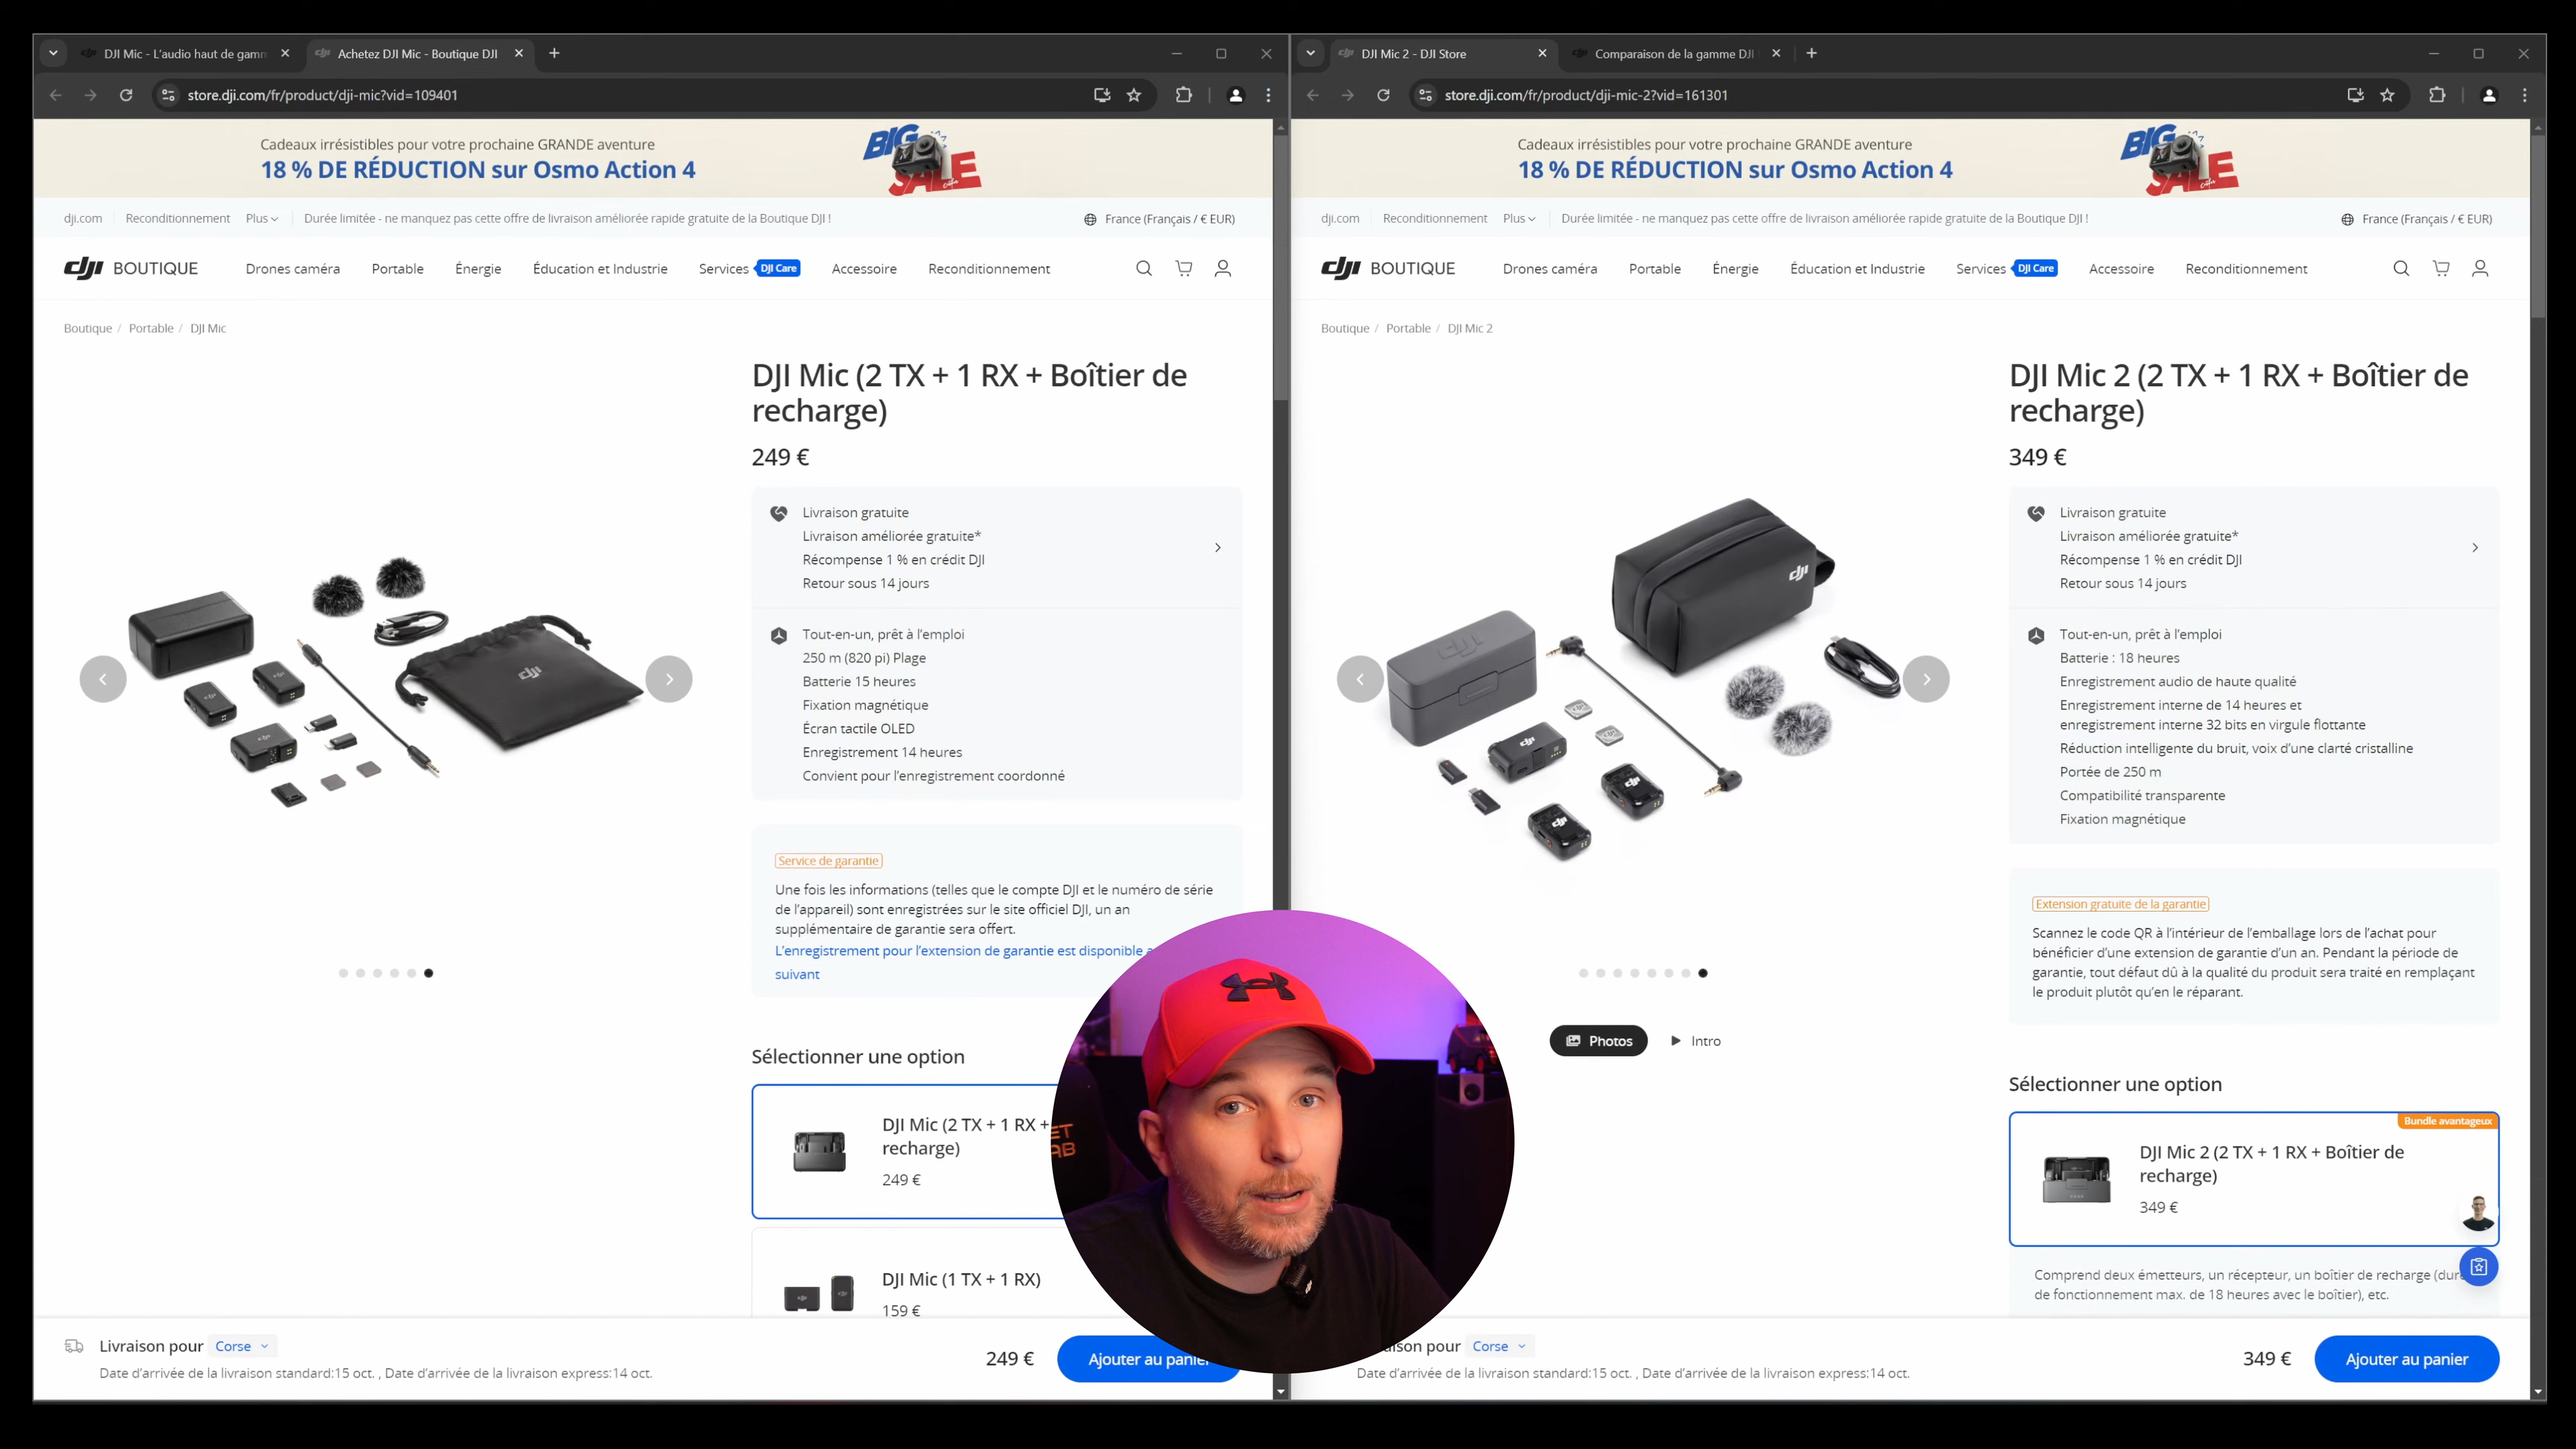 DJI Mic - L'audio haut de gamm
Achetez DJI Mic - Boutique DJI
store.dji.com/fr/product/dji-mic?vid=109401
Cadeaux irrésistibles pour votre prochaine GRANDE aventure
18 % DE RÉDUCTION sur Osmo Action 4
BIG
SALE
dji.com
Reconditionnement
Plus
Durée limitée - ne manquez pas cette offre de livraison améliorée rapide gratuite de la Boutique DJI !
France (Français / € EUR)
dji BOUTIQUE
Drones caméra
Portable
Énergie
Éducation et Industrie
Services
DJI Care
Accessoire
Reconditionnement
Boutique / Portable / DJI Mic
DJI Mic (2 TX + 1 RX + Boîtier de
recharge)
249 €
Livraison gratuite
Livraison améliorée gratuite*
Récompense 1 % en crédit DJI
Retour sous 14 jours
Tout-en-un, prêt à l'emploi
250 m (820 pi) Plage
Batterie 15 heures
Fixation magnétique
Écran tactile OLED
Enregistrement 14 heures
Convient pour l'enregistrement coordonné
Service de garantie
Une fois les informations (telles que le compte DJI et le numéro de série
de l'appareil) sont enregistrées sur le site officiel DJI, un an
supplémentaire de garantie sera offert.
L'enregistrement pour l'extension de garantie est disponible
suivant
Sélectionner une option
DJI Mic (2 TX + 1 RX +
recharge)
249 €
DJI Mic (1 TX + 1 RX)
159 €
Livraison pour Corse
Date d'arrivée de la livraison standard:15 oct. , Date d'arrivée de la livraison express:14 oct.
249 €
Ajouter au panier
DJI Mic 2 - DJI Store
Comparaison de la gamme DJI
store.dji.com/fr/product/dji-mic-2?vid=161301
Cadeaux irrésistibles pour votre prochaine GRANDE aventure
18 % DE RÉDUCTION sur Osmo Action 4
BIG
SALE
dji.com
Reconditionnement
Plus
Durée limitée - ne manquez pas cette offre de livraison améliorée rapide gratuite de la Boutique DJI !
France (Français / € EUR)
dji BOUTIQUE
Drones caméra
Portable
Énergie
Éducation et Industrie
Services
DJI Care
Accessoire
Reconditionnement
Boutique / Portable / DJI Mic 2
DJI Mic 2 (2 TX + 1 RX + Boîtier de
recharge)
349 €
Livraison gratuite
Livraison améliorée gratuite*
Récompense 1 % en crédit DJI
Retour sous 14 jours
Tout-en-un, prêt à l'emploi
Batterie : 18 heures
Enregistrement audio de haute qualité
Enregistrement interne de 14 heures et
enregistrement interne 32 bits en virgule flottante
Réduction intelligente du bruit, voix d'une clarté cristalline
Portée de 250 m
Compatibilité transparente
Fixation magnétique
Extension gratuite de la garantie
Scannez le code QR à l'intérieur de l'emballage lors de l'achat pour
bénéficier d'une extension de garantie d'un an. Pendant la période de
garantie, tout défaut dû à la qualité du produit sera traité en remplaçant
le produit plutôt qu'en le réparant.
Photos
Intro
Sélectionner une option
Bundle avantageux
DJI Mic 2 (2 TX + 1 RX + Boîtier de
recharge)
349 €
Comprend deux émetteurs, un récepteur, un boîtier de recharge (dur
de fonctionnement max. de 18 heures avec le boîtier), etc.
aison pour Corse
Date d'arrivée de la livraison standard:15 oct. , Date d'arrivée de la livraison express:14 oct.
349 €
Ajouter au panier